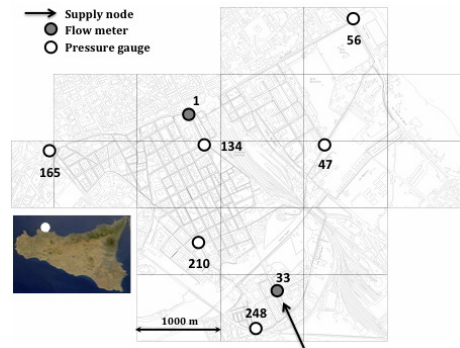 Supply node
Flow meter
Pressure gauge
56
1
134
47
165
210
33
248
1000 m